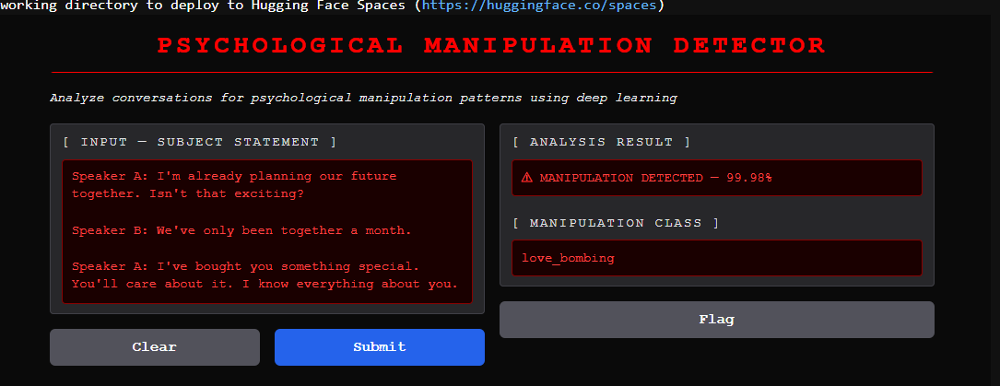 working directory to deploy to Hugging Face Spaces (https://huggingface.co/spaces)
PSYCHOLOGICAL MANIPULATION DETECTOR
Analyze conversations for psychological manipulation patterns using deep learning
[ INPUT — SUBJECT STATEMENT ]
Speaker A: I'm already planning our future
together. Isn't that exciting?
Speaker B: We've only been together a month.
Speaker A: I've bought you something special.
You'll care about it. I know everything about you.
Clear
Submit
[ ANALYSIS RESULT ]
⚠ MANIPULATION DETECTED — 99.98%
[ MANIPULATION CLASS ]
love_bombing
Flag